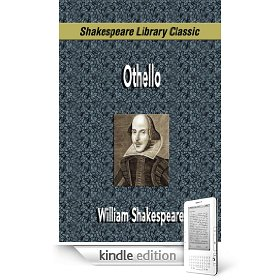 Shakespeare Library Classic
Othello
William Shakespeare
kindle edition